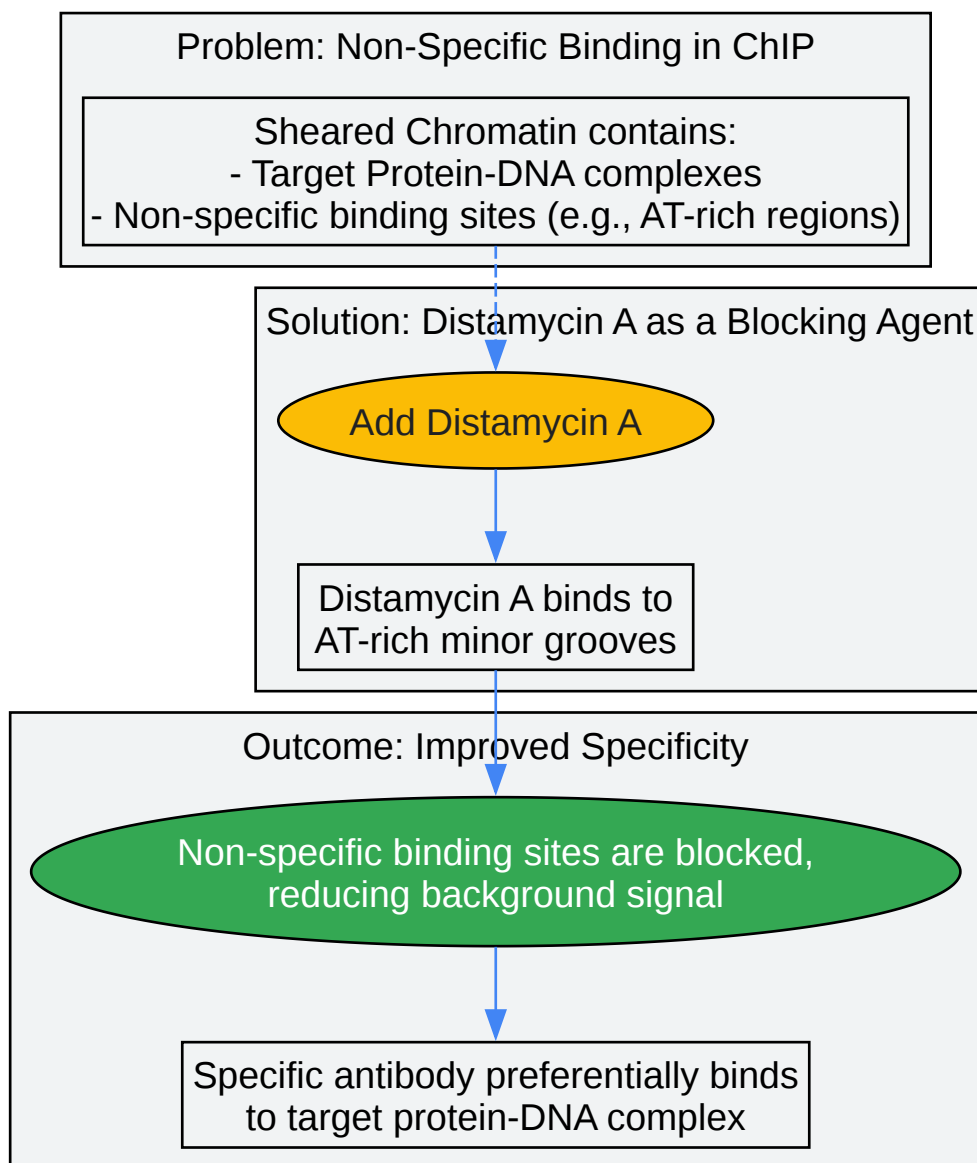 Problem: Non-Specific Binding in ChIP
Sheared Chromatin contains:
- Target Protein-DNA complexes
- Non-specific binding sites (e.g., AT-rich regions)
Solution: Distamycin A as a Blocking Agent
Add Distamycin A
Distamycin A binds to
AT-rich minor grooves
Outcome: Improved Specificity
Non-specific binding sites are blocked,
reducing background signal
Specific antibody preferentially binds
to target protein-DNA complex